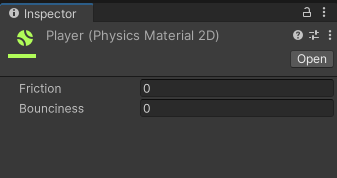 Inspector
Player (Physics Material 2D)
Open
Friction 0
Bounciness 0